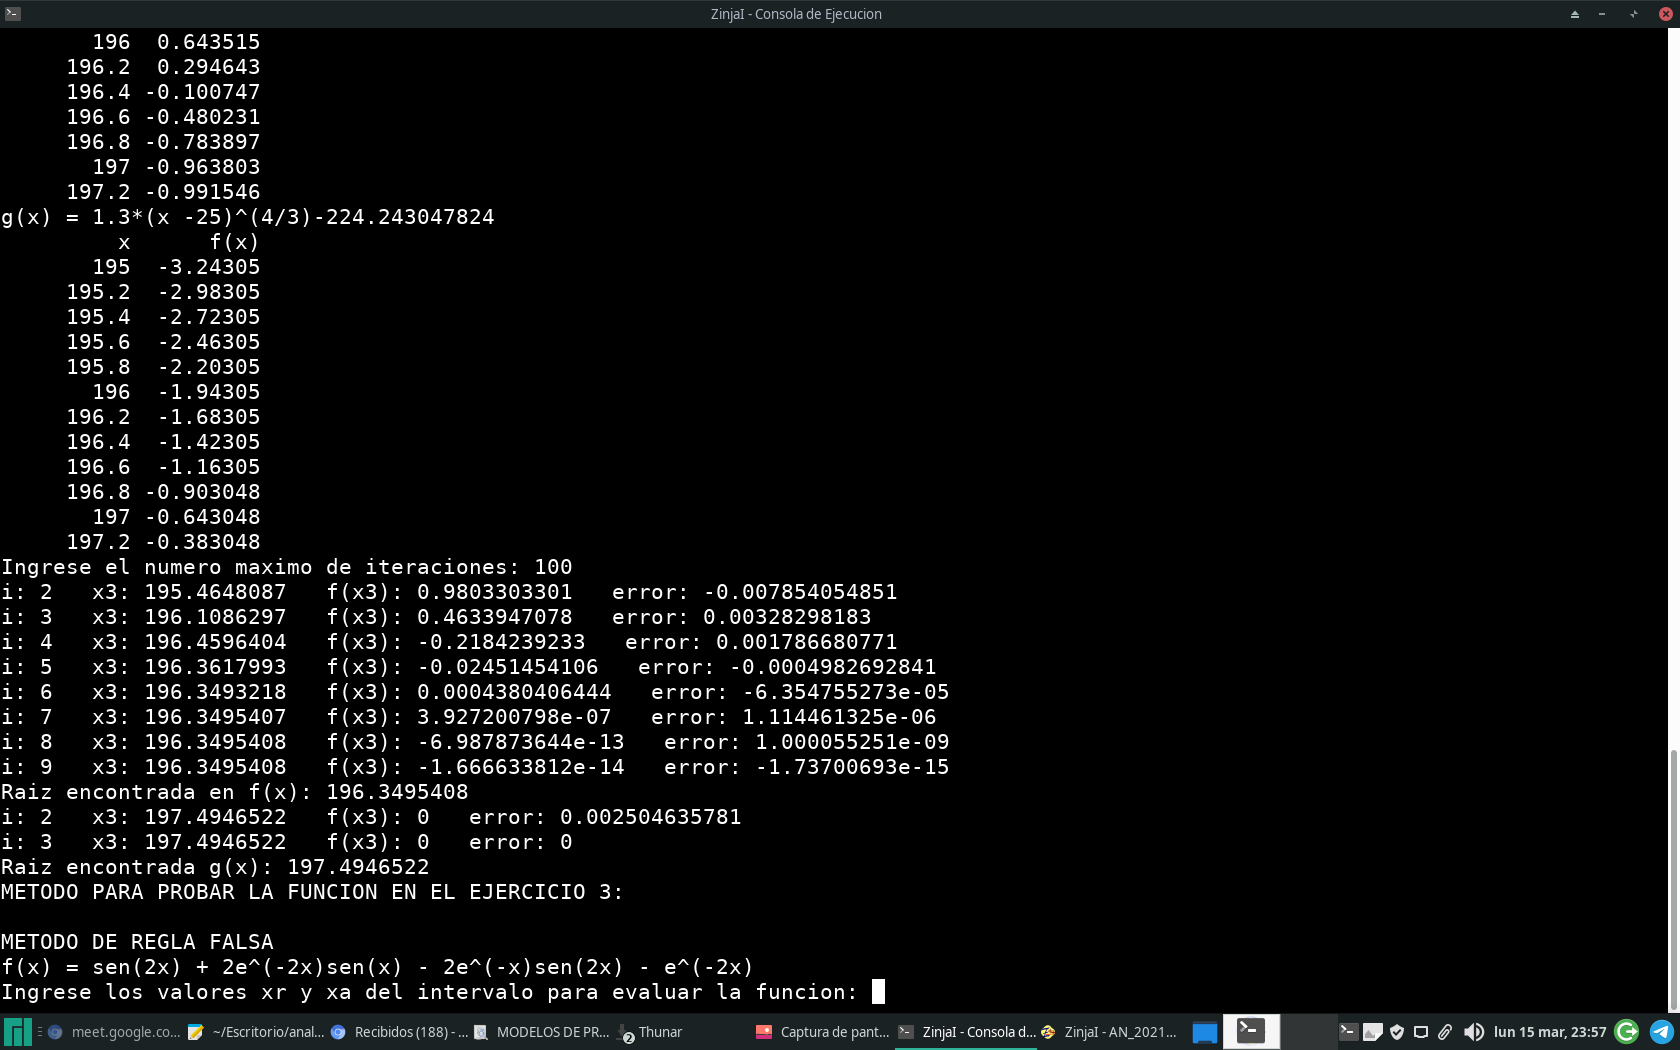 ZinjaI - Consola de Ejecucion
196 0.643515
196.2 0.294643
196.4 -0.100747
196.6 -0.480231
196.8 -0.783897
197 -0.963803
197.2 -0.991546
g(x) = 1.3*(x -25)^(4/3)-224.243047824
x f(x)
195 -3.24305
195.2 -2.98305
195.4 -2.72305
195.6 -2.46305
195.8 -2.20305
196 -1.94305
196.2 -1.68305
196.4 -1.42305
196.6 -1.16305
196.8 -0.903048
197 -0.643048
197.2 -0.383048
Ingrese el numero maximo de iteraciones: 100
i: 2 x3: 195.4648087 f(x3): 0.9803303301 error: -0.007854054851
i: 3 x3: 196.1086297 f(x3): 0.4633947078 error: 0.00328298183
i: 4 x3: 196.4596404 f(x3): -0.2184239233 error: 0.001786680771
i: 5 x3: 196.3617993 f(x3): -0.02451454106 error: -0.0004982692841
i: 6 x3: 196.3493218 f(x3): 0.0004380406444 error: -6.354755273e-05
i: 7 x3: 196.3495407 f(x3): 3.927200798e-07 error: 1.114461325e-06
i: 8 x3: 196.3495408 f(x3): -6.987873644e-13 error: 1.000055251e-09
i: 9 x3: 196.3495408 f(x3): -1.666633812e-14 error: -1.73700693e-15
Raiz encontrada en f(x): 196.3495408
i: 2 x3: 197.4946522 f(x3): 0 error: 0.002504635781
i: 3 x3: 197.4946522 f(x3): 0 error: 0
Raiz encontrada g(x): 197.4946522
METODO PARA PROBAR LA FUNCION EN EL EJERCICIO 3:
METODO DE REGLA FALSA
f(x) = sen(2x) + 2e^(-2x)sen(x) - 2e^(-x)sen(2x) - e^(-2x)
Ingrese los valores xr y xa del intervalo para evaluar la funcion:
meet.google.co... ~/Escritorio/anal... Recibidos (188) - ... MODELOS DE PR... 2 Thunar Captura de pant... ZinjaI - Consola d... ZinjaI - AN_2021... lun 15 mar, 23:57